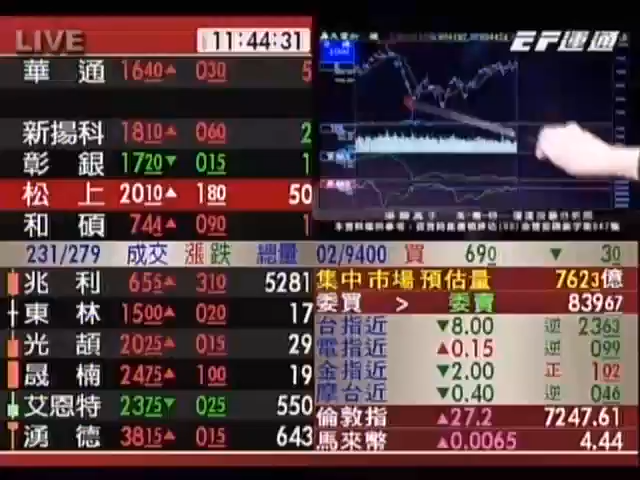 LIVE
11:44:31
EF運通
華通 1640▲ 030 5
新揚科 1810▲ 060 2
彰銀 1720▼ 015 1
松上 2010▲ 180 50
和碩 744▲ 090 1
231/279 成交 漲跌 總量
02/9400 買 690 ▼ 30
兆利 655▲ 310 5281
東林 1500▲ 020 17
光頡 2025▲ 015 29
晟楠 2475▲ 100 19
艾恩特 2375▼ 025 550
湧德 3815▲ 015 643
集中市場預估量 7623億
委買 > 委賣 83967
台指近 ▼8.00 逆 2363
電指近 ▲0.15 逆 099
金指近 ▼2.00 正 102
摩台近 ▼0.40 逆 046
倫敦指 ▲27.2 7247.61
馬來幣 ▲0.0065 4.44